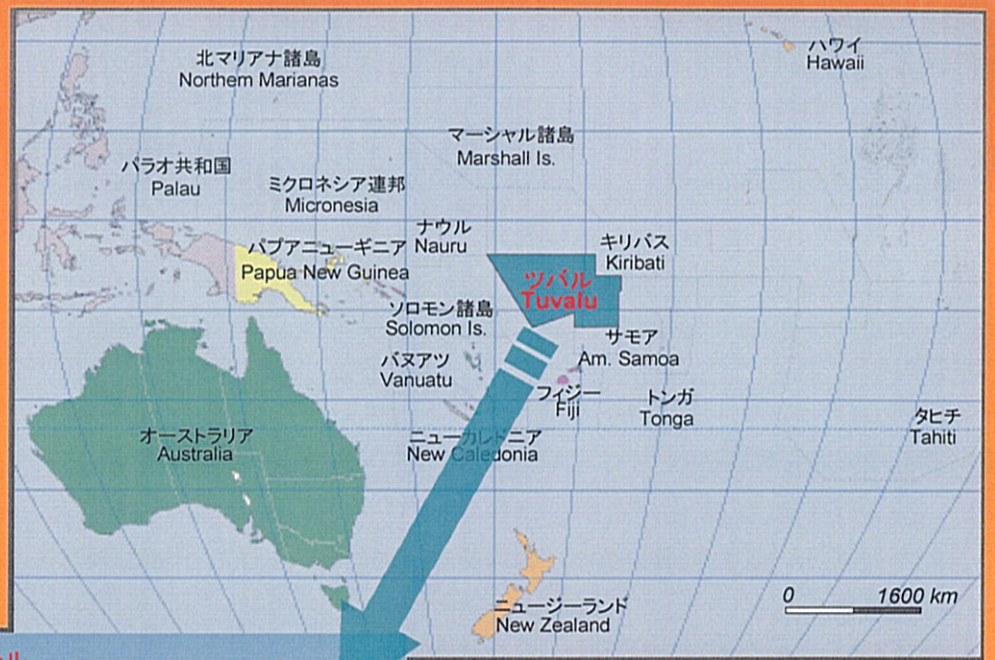 ハワイ
Hawaii
北マリアナ諸島
Northern Marianas
マーシャル諸島
Marshall Is.
パラオ共和国
Palau
ミクロネシア連邦
Micronesia
ナウル
Nauru
キリバス
Kiribati
パプアニューギニア
Papua New Guinea
ツバル
Tuvalu
ソロモン諸島
Solomon Is.
サモア
Am. Samoa
バヌアツ
Vanuatu
フィジー
Fiji
トンガ
Tonga
タヒチ
Tahiti
オーストラリア
Australia
ニューカレドニア
New Caledonia
0 1600 km
ニュージーランド
New Zealand